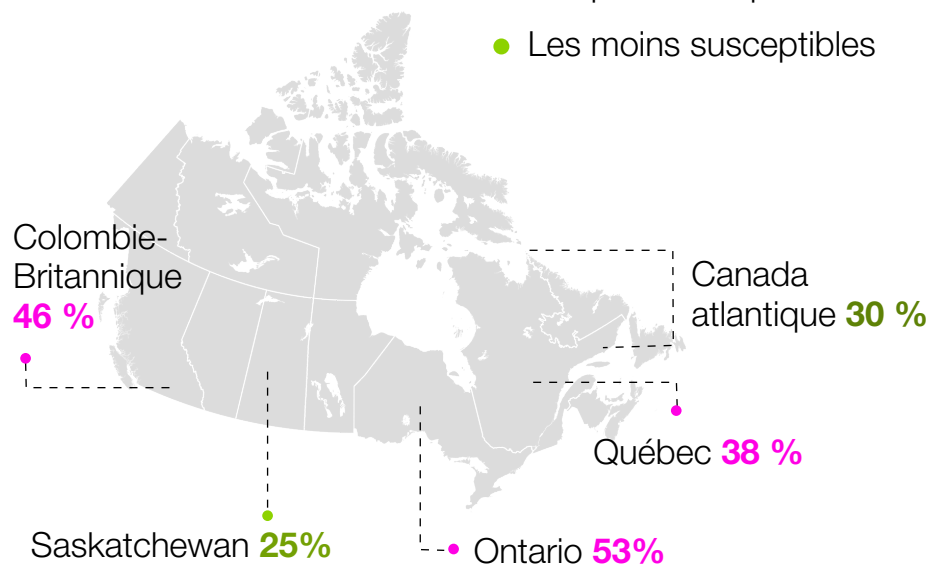 Les moins susceptibles
Colombie-
Britannique
46 %
Canada
atlantique 30 %
Québec 38 %
Saskatchewan 25%
Ontario 53%